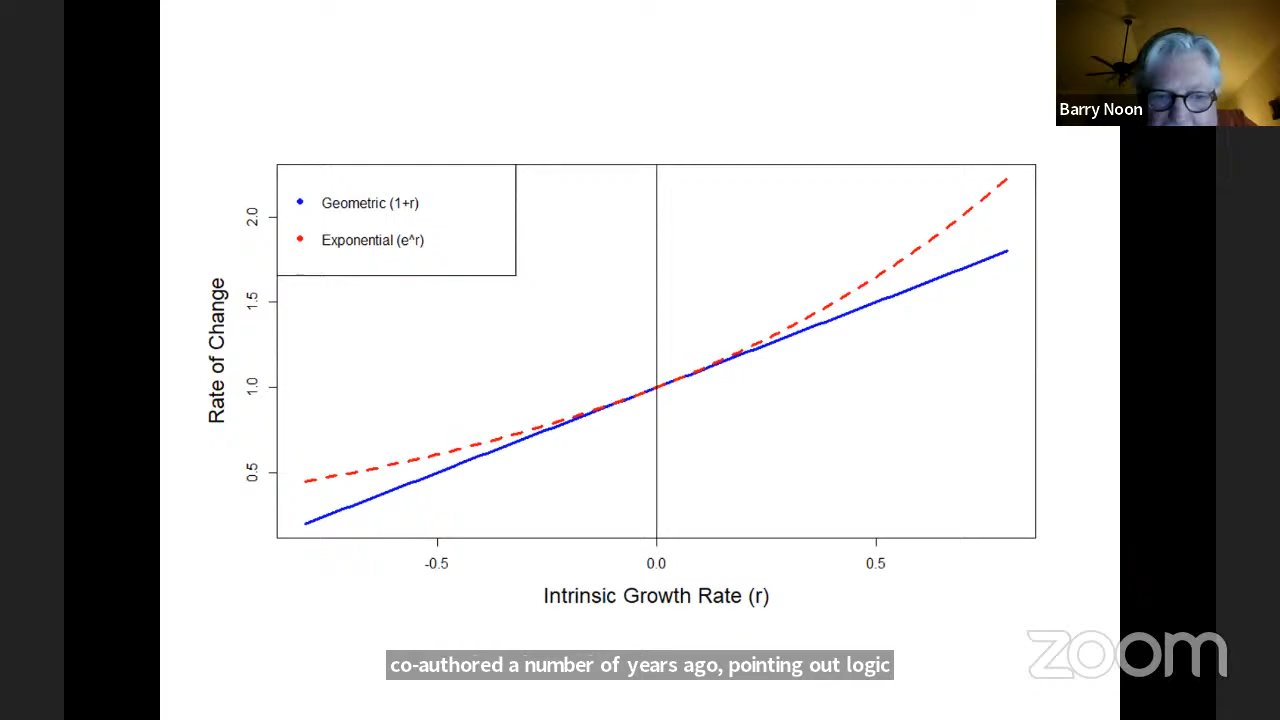 Barry Noon
Geometric (1+r)
Exponential (e^r)
Rate of Change
2.0
1.5
1.0
0.5
-0.5
0.0
0.5
Intrinsic Growth Rate (r)
co-authored a number of years ago, pointing out logic
zoom